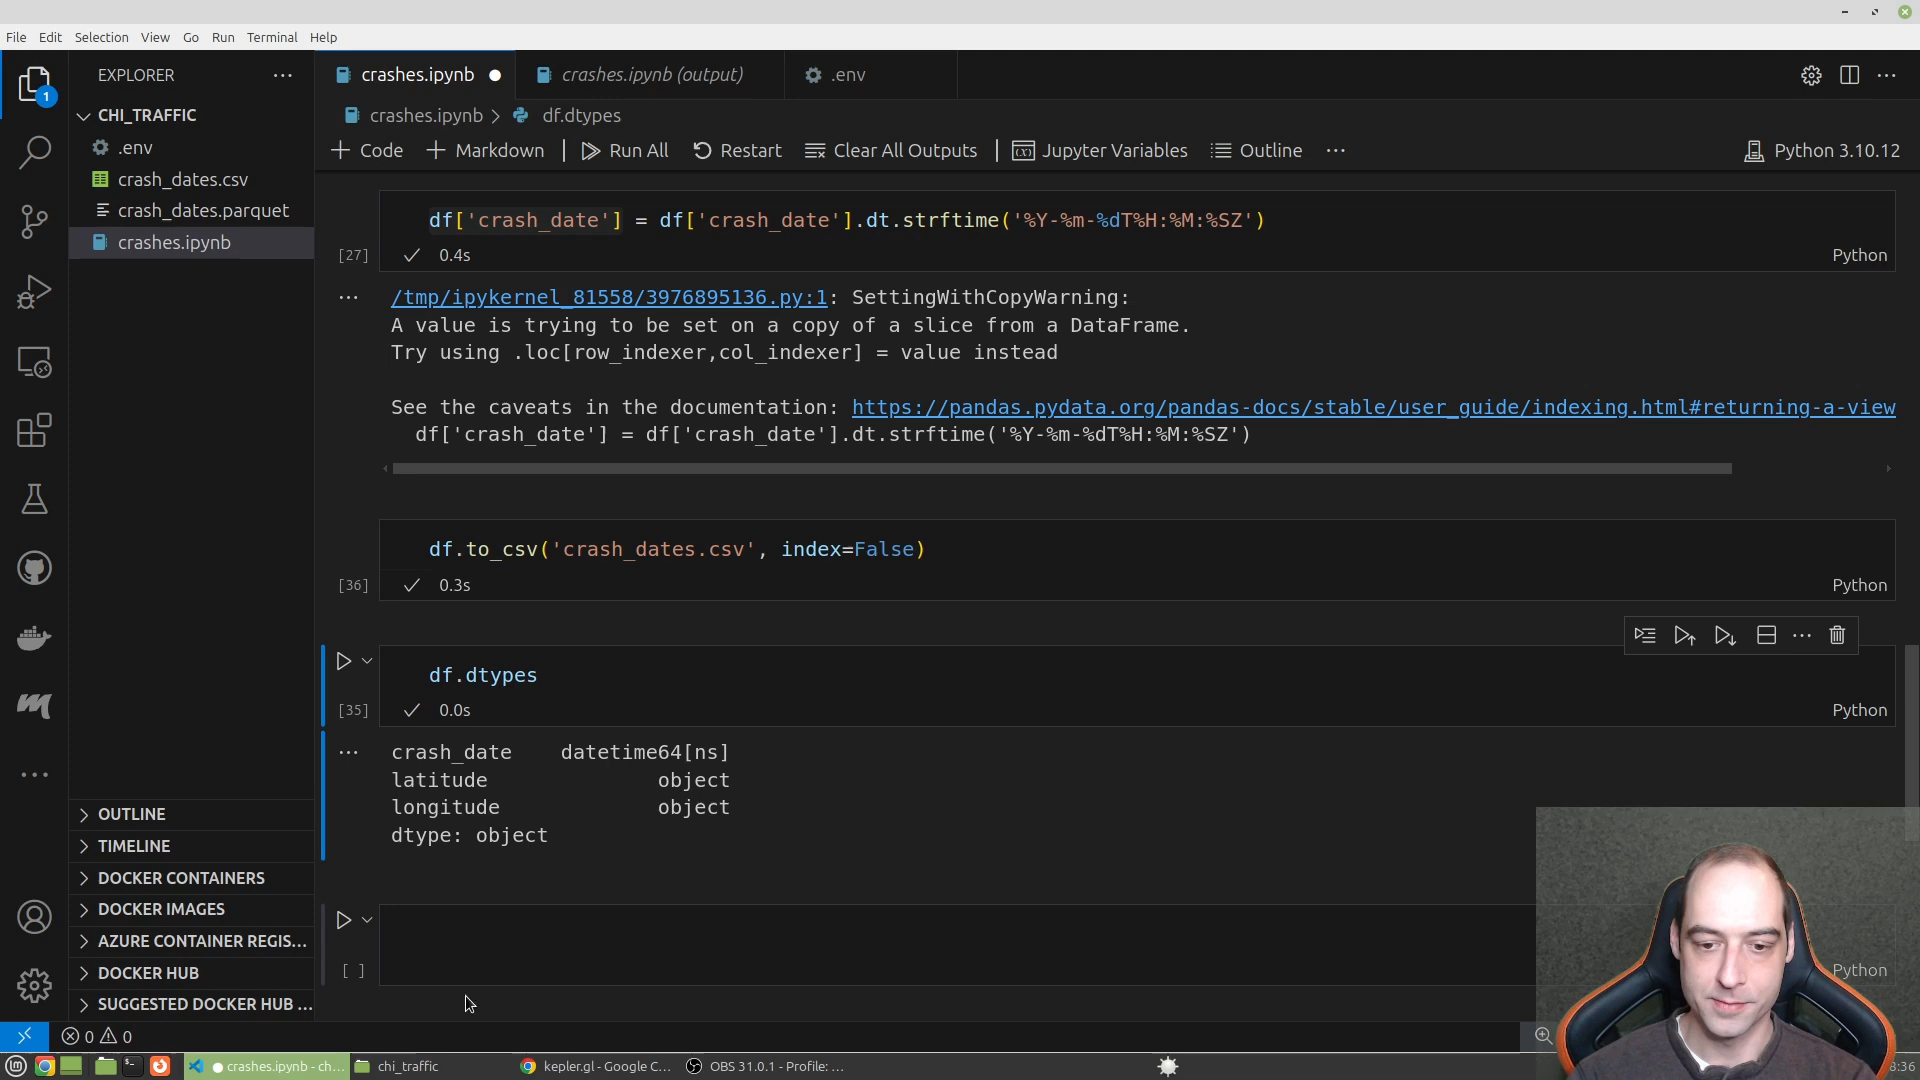 File Edit Selection View Go Run Terminal Help
EXPLORER
CHI_TRAFFIC
.env
crash_dates.csv
crash_dates.parquet
crashes.ipynb
1
OUTLINE
TIMELINE
DOCKER CONTAINERS
DOCKER IMAGES
AZURE CONTAINER REGIS...
DOCKER HUB
SUGGESTED DOCKER HUB ...
crashes.ipynb
crashes.ipynb (output)
.env
crashes.ipynb > df.dtypes
+ Code + Markdown | Run All Restart Clear All Outputs | Jupyter Variables Outline ... Python 3.10.12
df['crash_date'] = df['crash_date'].dt.strftime('%Y-%m-%dT%H:%M:%SZ')
[27] 0.4s Python
/tmp/ipykernel_81558/3976895136.py:1: SettingWithCopyWarning:
A value is trying to be set on a copy of a slice from a DataFrame.
Try using .loc[row_indexer,col_indexer] = value instead
See the caveats in the documentation: https://pandas.pydata.org/pandas-docs/stable/user_guide/indexing.html#returning-a-view
df['crash_date'] = df['crash_date'].dt.strftime('%Y-%m-%dT%H:%M:%SZ')
df.to_csv('crash_dates.csv', index=False)
[36] 0.3s Python
df.dtypes
[35] 0.0s Python
crash_date datetime64[ns]
latitude object
longitude object
dtype: object
[ ] Python
0 0
crashes.ipynb - ch... chi_traffic kepler.gl - Google C... OBS 31.0.1 - Profile: ... 8:36